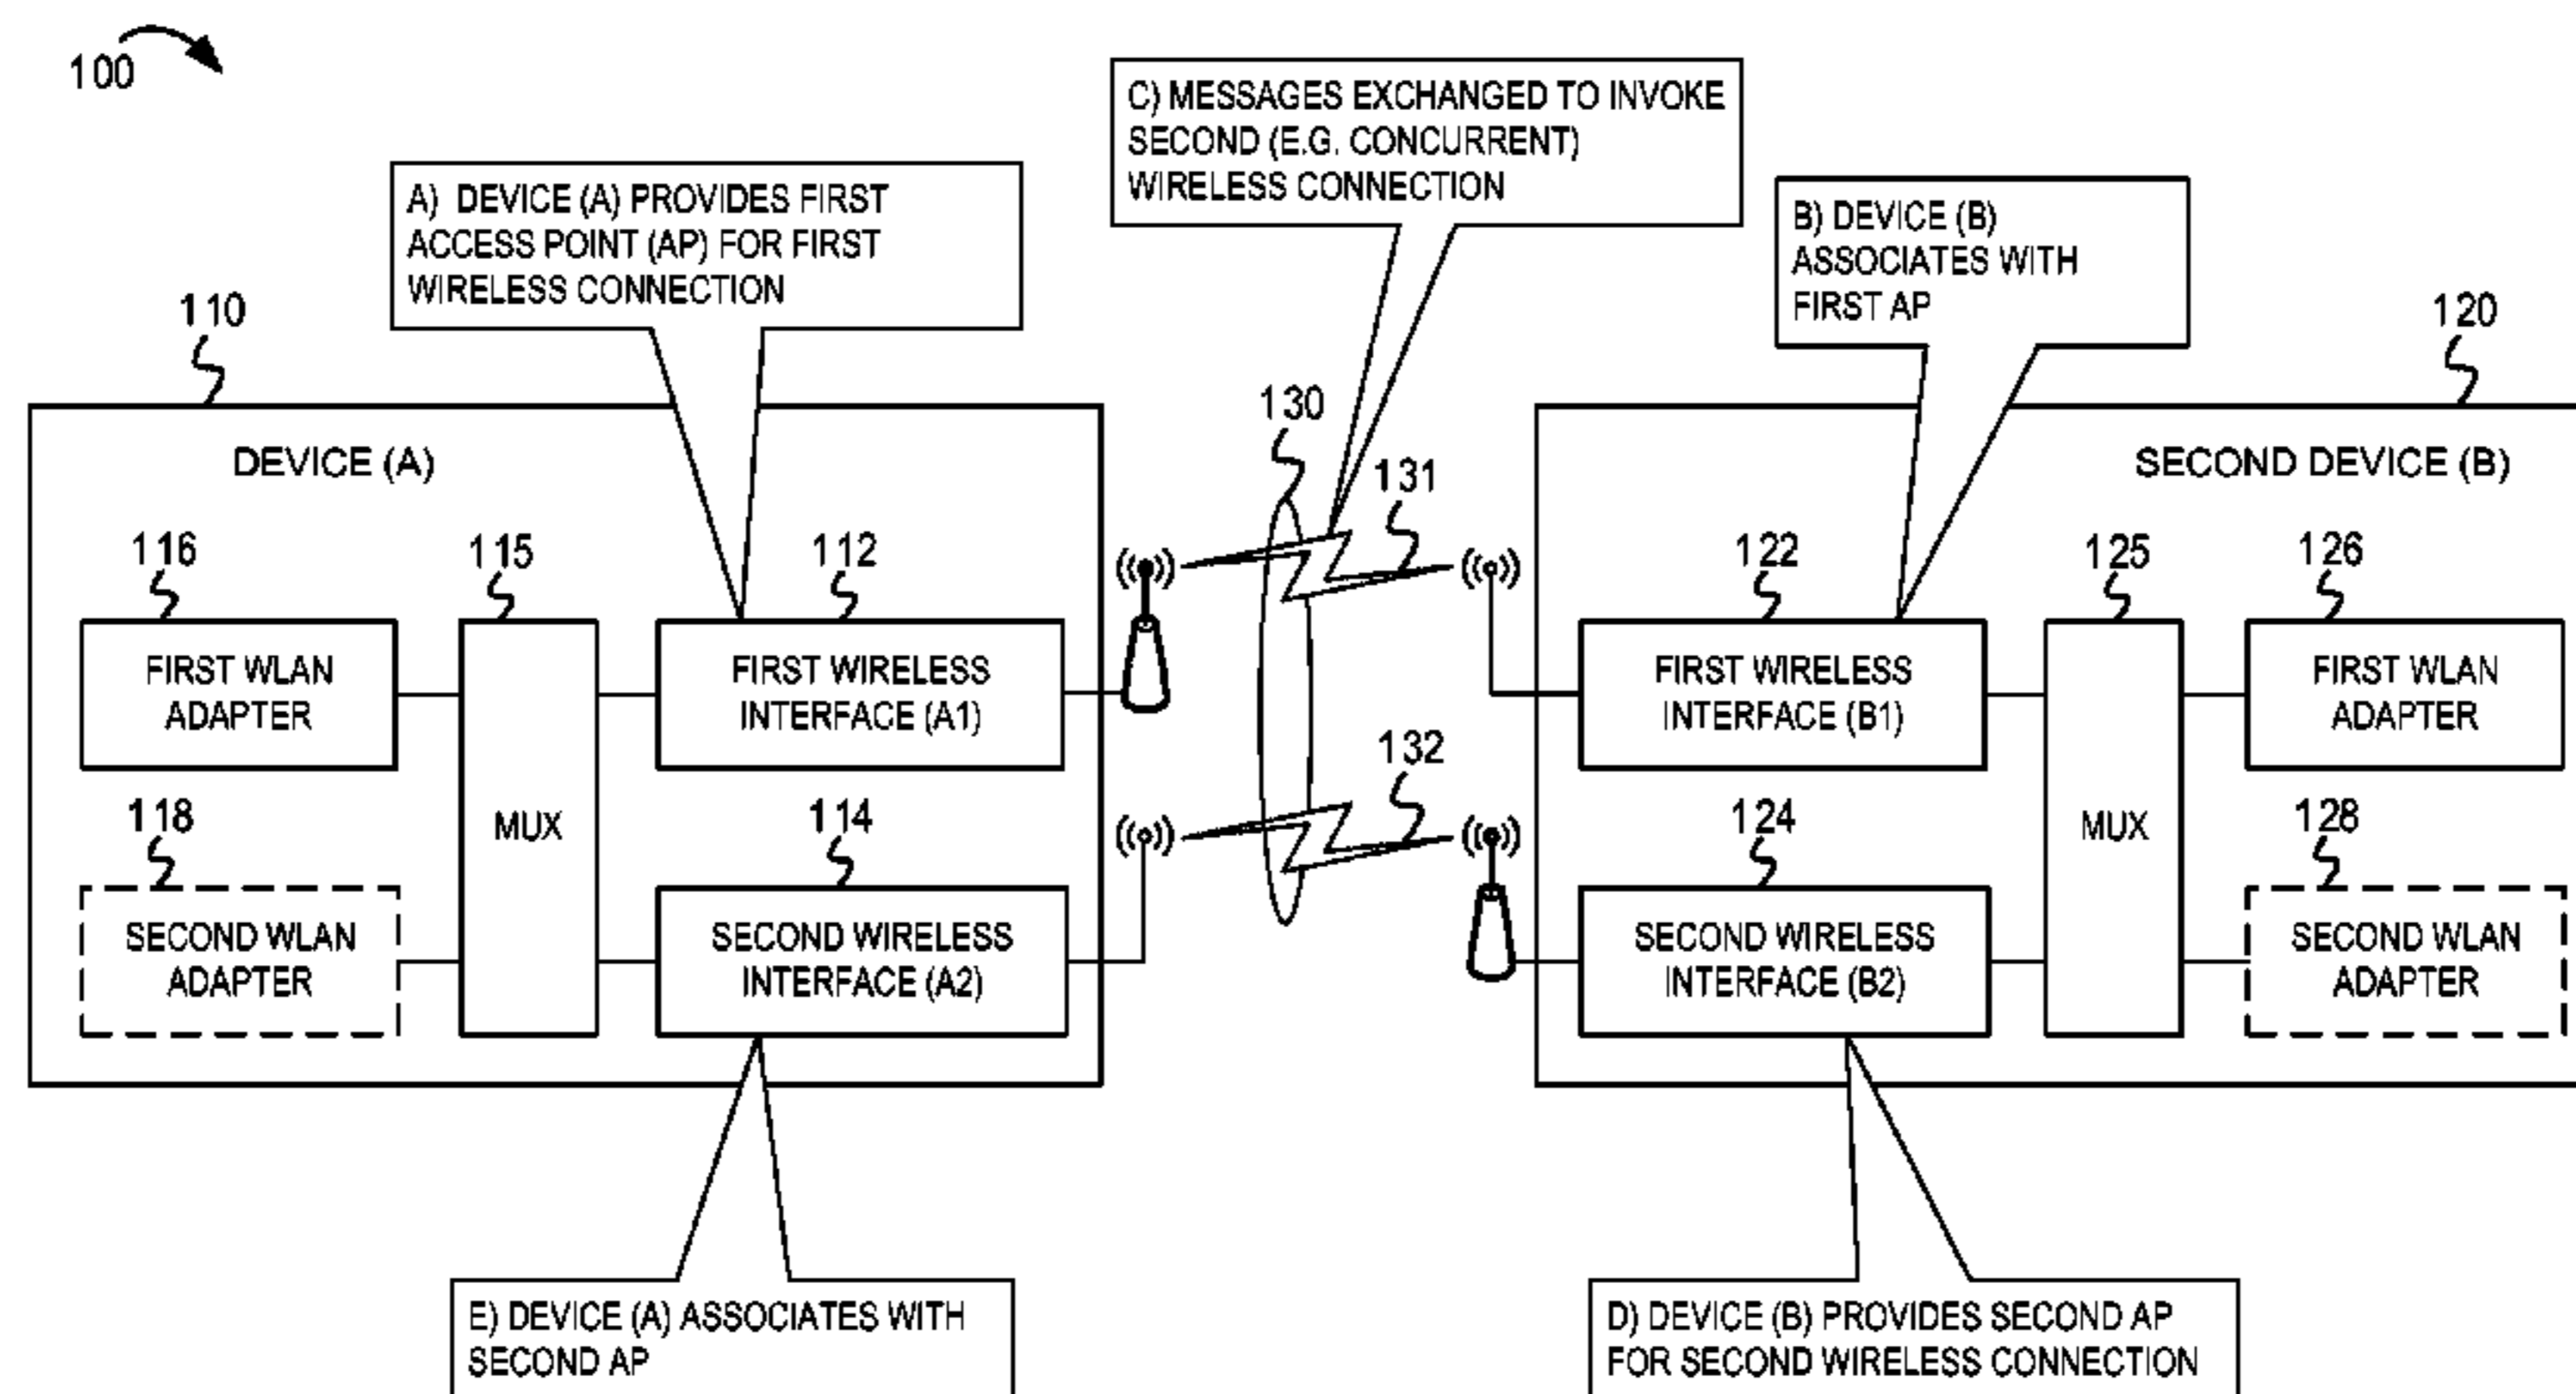 100
C) MESSAGES EXCHANGED TO INVOKE
SECOND (E.G. CONCURRENT)
WIRELESS CONNECTION
A) DEVICE (A) PROVIDES FIRST
ACCESS POINT (AP) FOR FIRST
WIRELESS CONNECTION
B) DEVICE (B)
ASSOCIATES WITH
FIRST AP
110
120
130
DEVICE (A)
131
SECOND DEVICE (B)
116
115
112
122
125
126
FIRST WLAN
ADAPTER
FIRST WIRELESS
INTERFACE (A1)
FIRST WIRELESS
INTERFACE (B1)
FIRST WLAN
ADAPTER
132
118
MUX
114
124
MUX
128
SECOND WLAN
ADAPTER
SECOND WIRELESS
INTERFACE (A2)
SECOND WIRELESS
INTERFACE (B2)
SECOND WLAN
ADAPTER
E) DEVICE (A) ASSOCIATES WITH
SECOND AP
D) DEVICE (B) PROVIDES SECOND AP
FOR SECOND WIRELESS CONNECTION